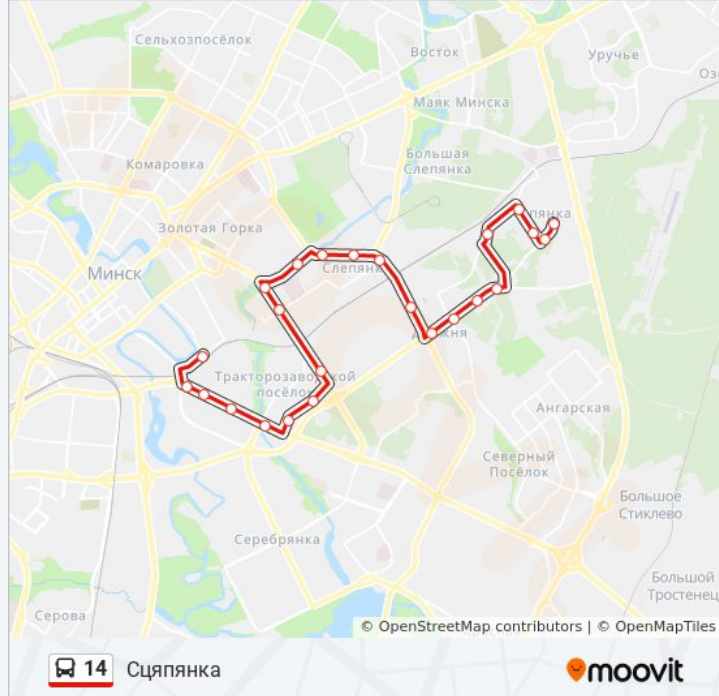 Сельхозпосёлок
Восток
Уручье
Маяк Минска
Большая
Слепянка
Комаровка
Золотая Горка
Минск
Тракторозаводской
посёлок
Ангарская
Северный
Посёлок
Большое
Стиклево
Серебрянка
Большой
Тростенец
Серова
© OpenStreetMap contributors | © OpenMapTiles
14 Сцяпянка
moovit